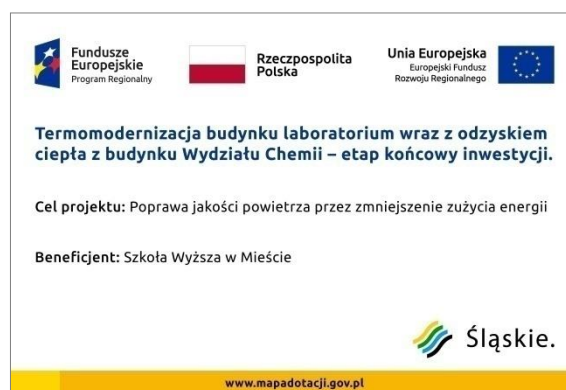 Fundusze
Europejskie
Program Regionalny
Rzeczpospolita
Polska
Unia Europejska
Europejski Fundusz
Rozwoju Regionalnego
Termomodernizacja budynku laboratorium wraz z odzyskiem
ciepła z budynku Wydziału Chemii – etap końcowy inwestycji.
Cel projektu: Poprawa jakości powietrza przez zmniejszenie zużycia energii
Beneficjent: Szkoła Wyższa w Mieście
Śląskie.
www.mapadotacji.gov.pl